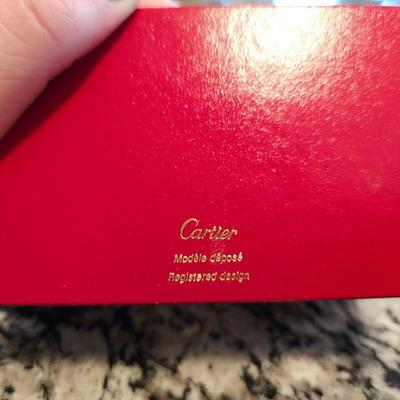 Cartier
Modèle déposé
Registered design